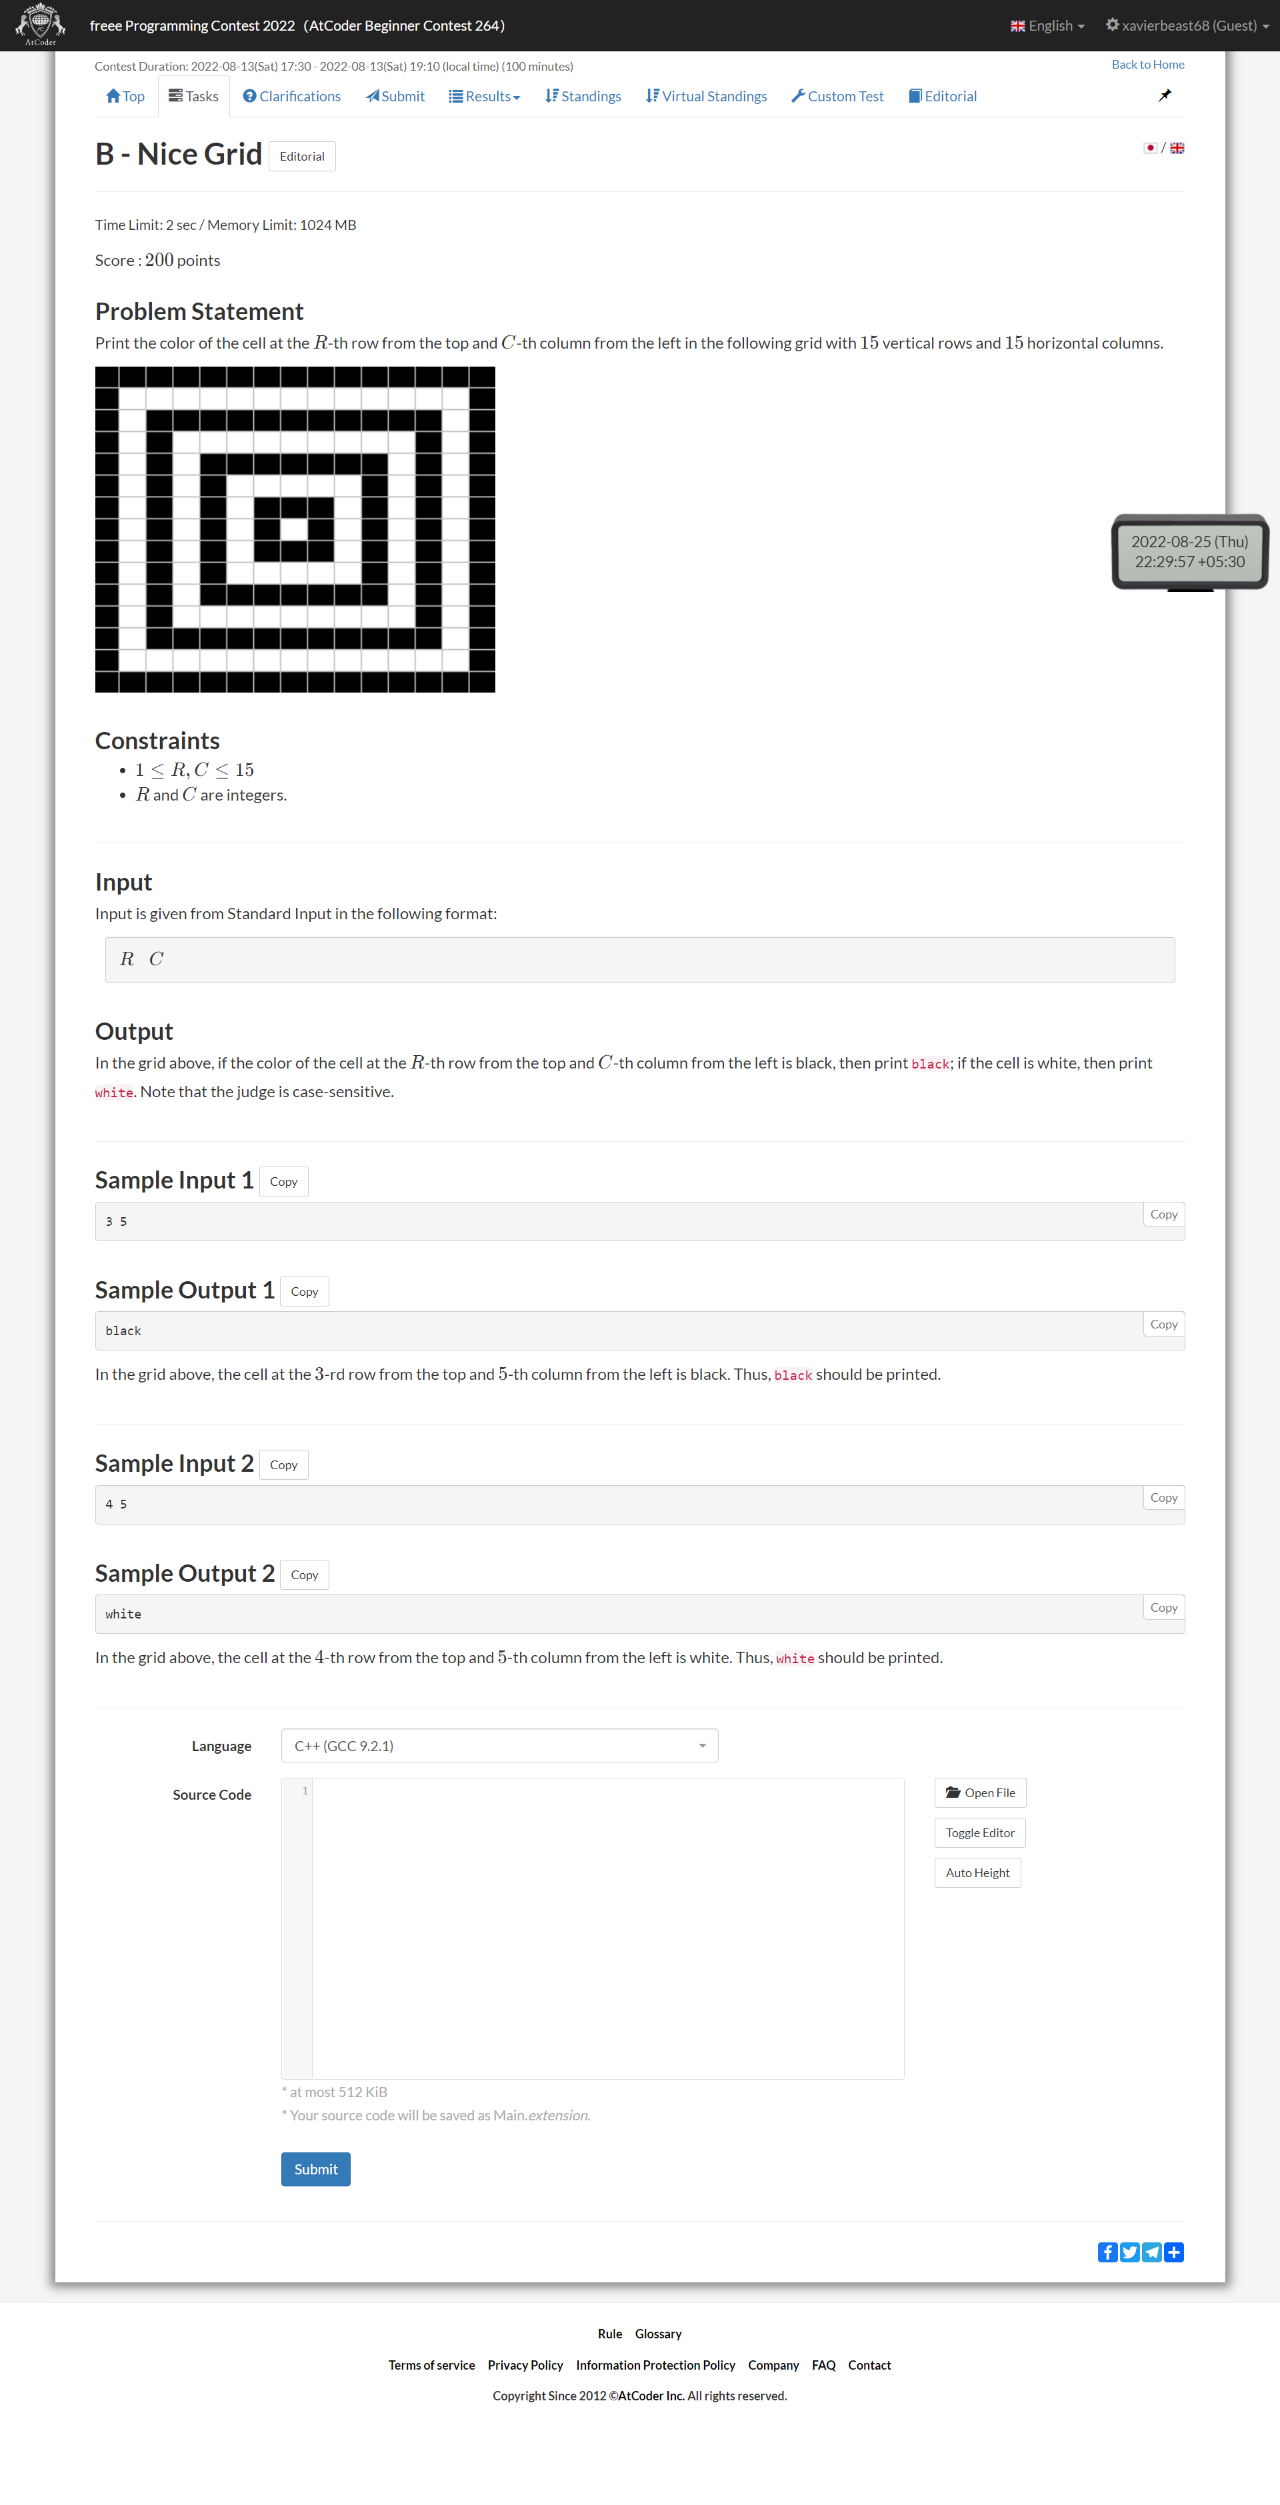 AtCoder
freee Programming Contest 2022（AtCoder Beginner Contest 264）
English
xavierbeast68 (Guest)
Contest Duration: 2022-08-13(Sat) 17:30 - 2022-08-13(Sat) 19:10 (local time) (100 minutes)
Back to Home
Top Tasks Clarifications Submit Results Standings Virtual Standings Custom Test Editorial
B - Nice Grid Editorial
/
Time Limit: 2 sec / Memory Limit: 1024 MB
Score : 200 points
Problem Statement
Print the color of the cell at the R-th row from the top and C-th column from the left in the following grid with 15 vertical rows and 15 horizontal columns.
2022-08-25 (Thu)
22:29:57 +05:30
Constraints
• 1 ≤ R, C ≤ 15
• R and C are integers.
Input
Input is given from Standard Input in the following format:
R C
Output
In the grid above, if the color of the cell at the R-th row from the top and C-th column from the left is black, then print black; if the cell is white, then print
white. Note that the judge is case-sensitive.
Sample Input 1 Copy
Copy
3 5
Sample Output 1 Copy
Copy
black
In the grid above, the cell at the 3-rd row from the top and 5-th column from the left is black. Thus, black should be printed.
Sample Input 2 Copy
Copy
4 5
Sample Output 2 Copy
Copy
white
In the grid above, the cell at the 4-th row from the top and 5-th column from the left is white. Thus, white should be printed.
Language C++ (GCC 9.2.1)
Source Code
1
Open File
Toggle Editor
Auto Height
* at most 512 KiB
* Your source code will be saved as Main.extension.
Submit
Rule Glossary
Terms of service Privacy Policy Information Protection Policy Company FAQ Contact
Copyright Since 2012 ©AtCoder Inc. All rights reserved.